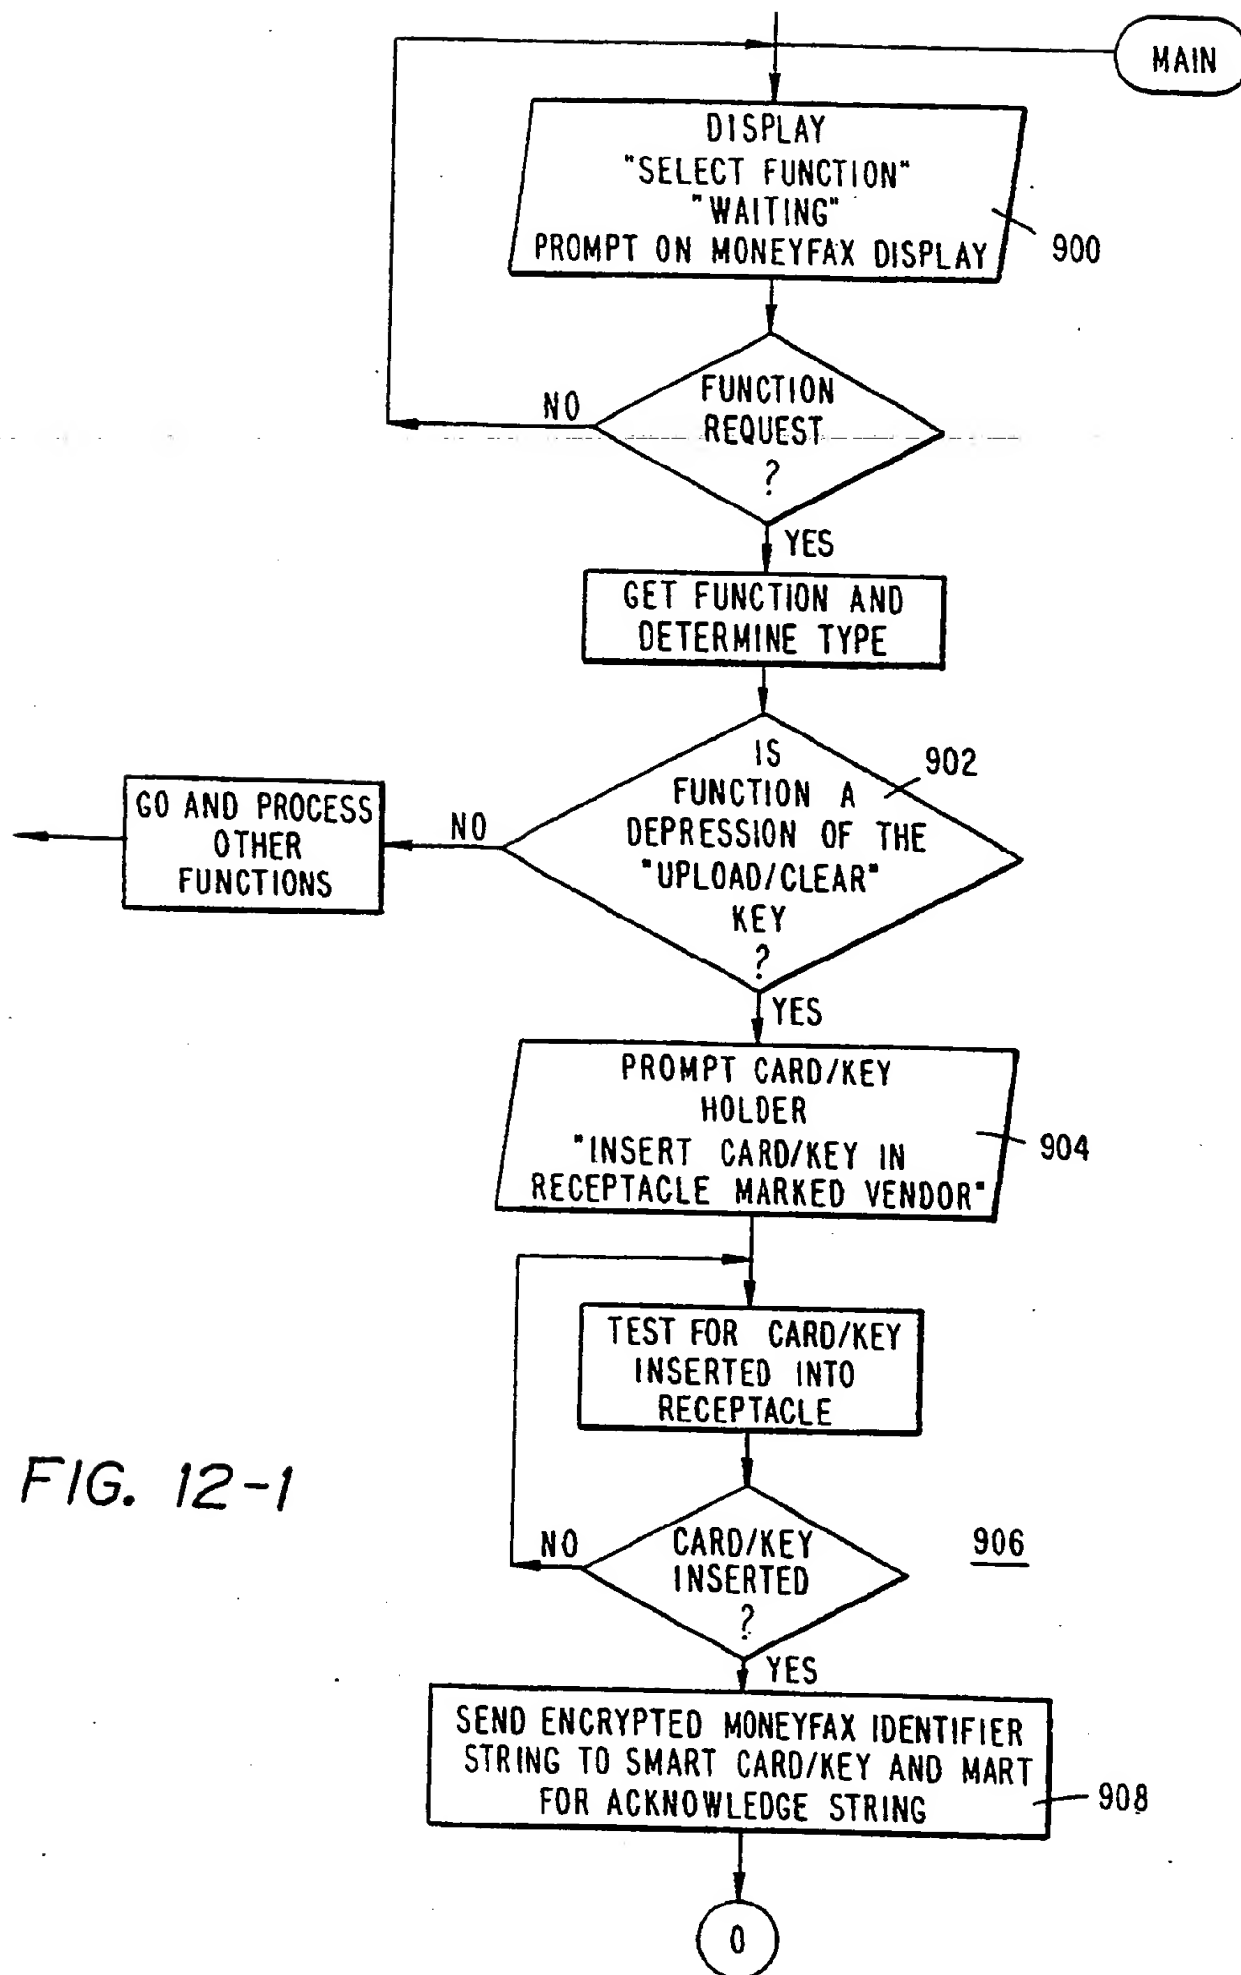 MAIN
DISPLAY
"SELECT FUNCTION"
"WAITING"
PROMPT ON MONEYFAX DISPLAY
900
FUNCTION
REQUEST
?
NO
YES
GET FUNCTION AND
DETERMINE TYPE
IS
FUNCTION A
DEPRESSION OF THE
"UPLOAD/CLEAR"
KEY
?
902
NO
GO AND PROCESS
OTHER
FUNCTIONS
YES
PROMPT CARD/KEY
HOLDER
"INSERT CARD/KEY IN
RECEPTACLE MARKED VENDOR"
904
TEST FOR CARD/KEY
INSERTED INTO
RECEPTACLE
FIG. 12-1
NO
CARD/KEY
INSERTED
?
906
YES
SEND ENCRYPTED MONEYFAX IDENTIFIER
STRING TO SMART CARD/KEY AND MART
FOR ACKNOWLEDGE STRING
908
0